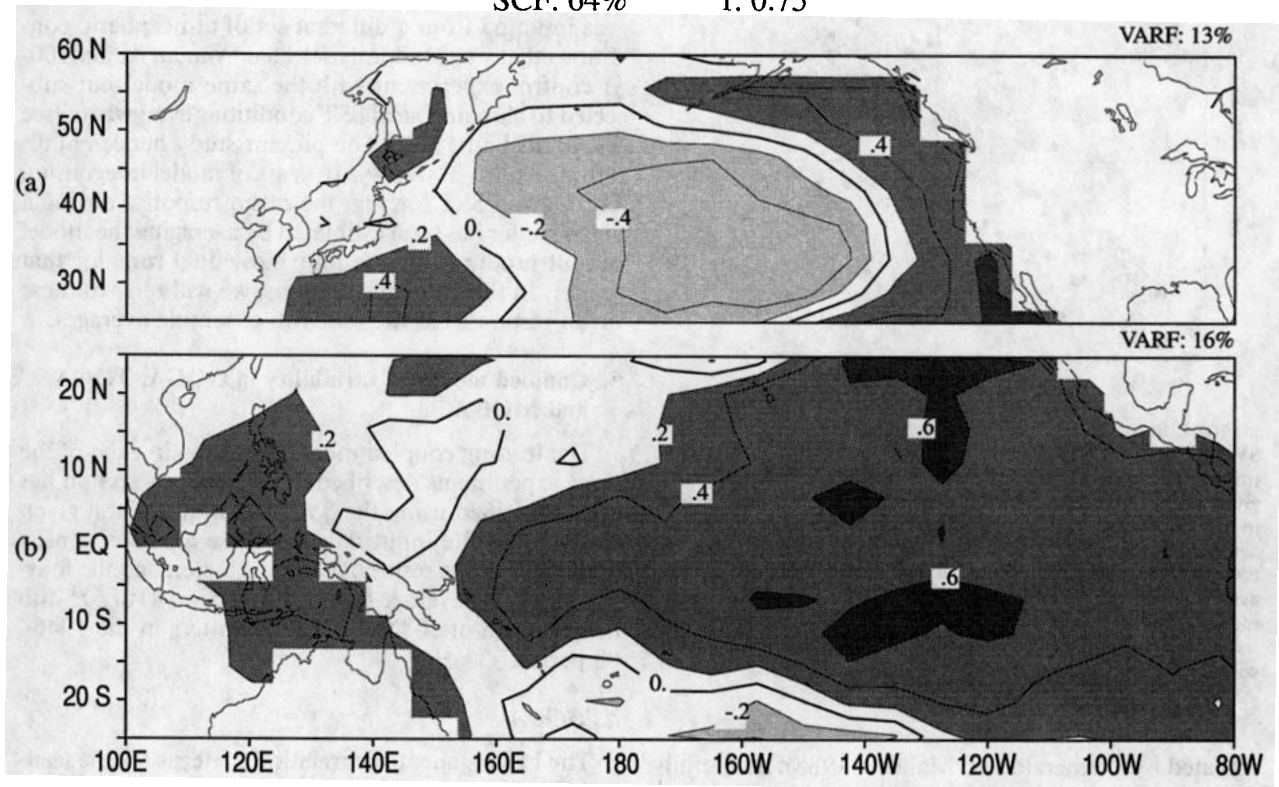 SCF: 64% r: 0.75
VARF: 13%
60 N
50 N
(a)
40 N
30 N
.4
-.4
-.2
0.
.2
.4
VARF: 16%
20 N
10 N
(b)
EQ
10 S
20 S
0.
.2
.2
.6
.4
.6
0.
-.2
100E 120E 140E 160E 180 160W 140W 120W 100W 80W